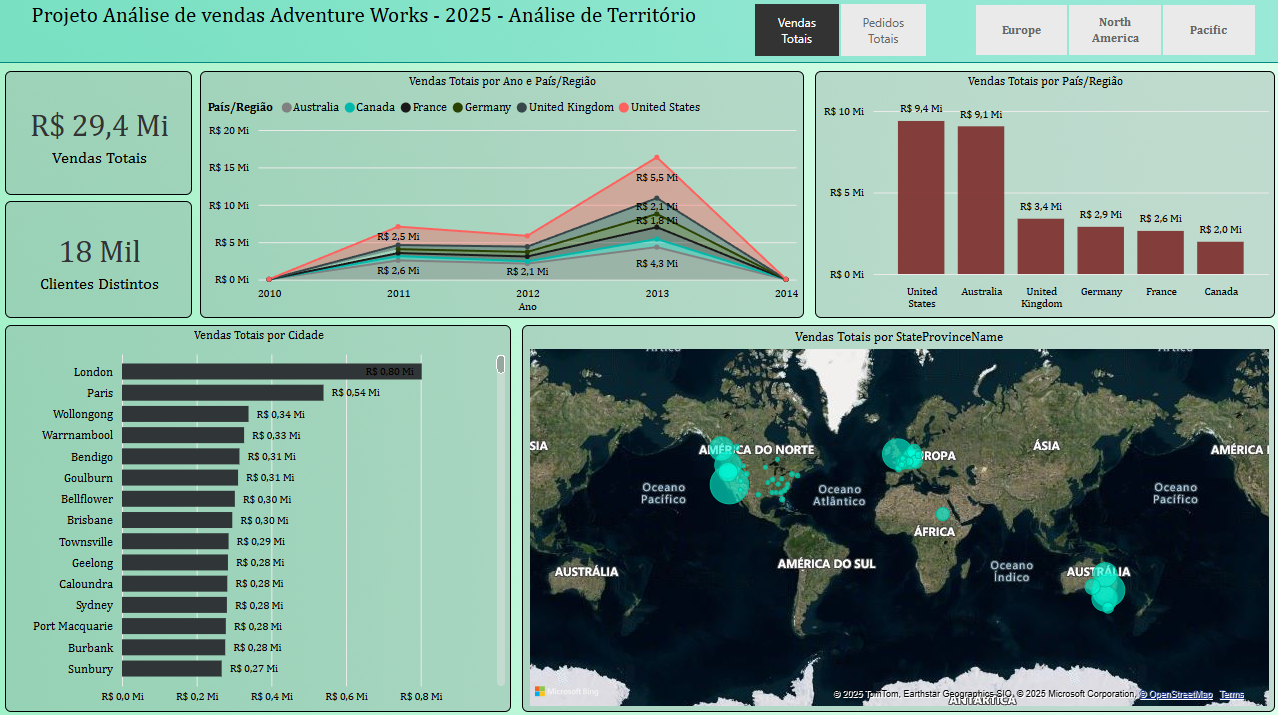 Projeto Análise de vendas Adventure Works - 2025 - Análise de Território
Vendas
Totais
Pedidos
Totais
Europe
North
America
Pacific
R$ 29,4 Mi
Vendas Totais
18 Mil
Clientes Distintos
Vendas Totais por Ano e País/Região
País/Região Australia Canada France Germany United Kingdom United States
R$ 20 Mi
R$ 15 Mi
R$ 10 Mi
R$ 5 Mi
R$ 0 Mi
R$ 2,5 Mi
R$ 2,6 Mi
R$ 2,1 Mi
R$ 5,5 Mi
R$ 2,1 Mi
R$ 1,8 Mi
R$ 4,3 Mi
2010 2011 2012 2013 2014
Ano
Vendas Totais por País/Região
R$ 10 Mi
R$ 5 Mi
R$ 0 Mi
R$ 9,4 Mi
R$ 9,1 Mi
R$ 3,4 Mi
R$ 2,9 Mi
R$ 2,6 Mi
R$ 2,0 Mi
United
States
Australia
United
Kingdom
Germany
France
Canada
Vendas Totais por Cidade
London R$ 0,80 Mi
Paris R$ 0,54 Mi
Wollongong R$ 0,34 Mi
Warrnambool R$ 0,33 Mi
Bendigo R$ 0,31 Mi
Goulburn R$ 0,31 Mi
Bellflower R$ 0,30 Mi
Brisbane R$ 0,30 Mi
Townsville R$ 0,29 Mi
Geelong R$ 0,28 Mi
Caloundra R$ 0,28 Mi
Sydney R$ 0,28 Mi
Port Macquarie R$ 0,28 Mi
Burbank R$ 0,28 Mi
Sunbury R$ 0,27 Mi
R$ 0,0 Mi R$ 0,2 Mi R$ 0,4 Mi R$ 0,6 Mi R$ 0,8 Mi
Vendas Totais por StateProvinceName
Ártico
Ártico
SIA
AMÉRICA DO NORTE
ROPA
ÁSIA
AMÉRICA
Oceano
Pacífico
Oceano
Atlântico
Oceano
Pacífico
ÁFRICA
AMÉRICA DO SUL
Oceano
Índico
AUSTRÁLIA
AUSTRÁLIA
Microsoft Bing
© 2025 TomTom, Earthstar Geographics SIO, © 2025 Microsoft Corporation, © OpenStreetMap Terms
ANTÁRTICA